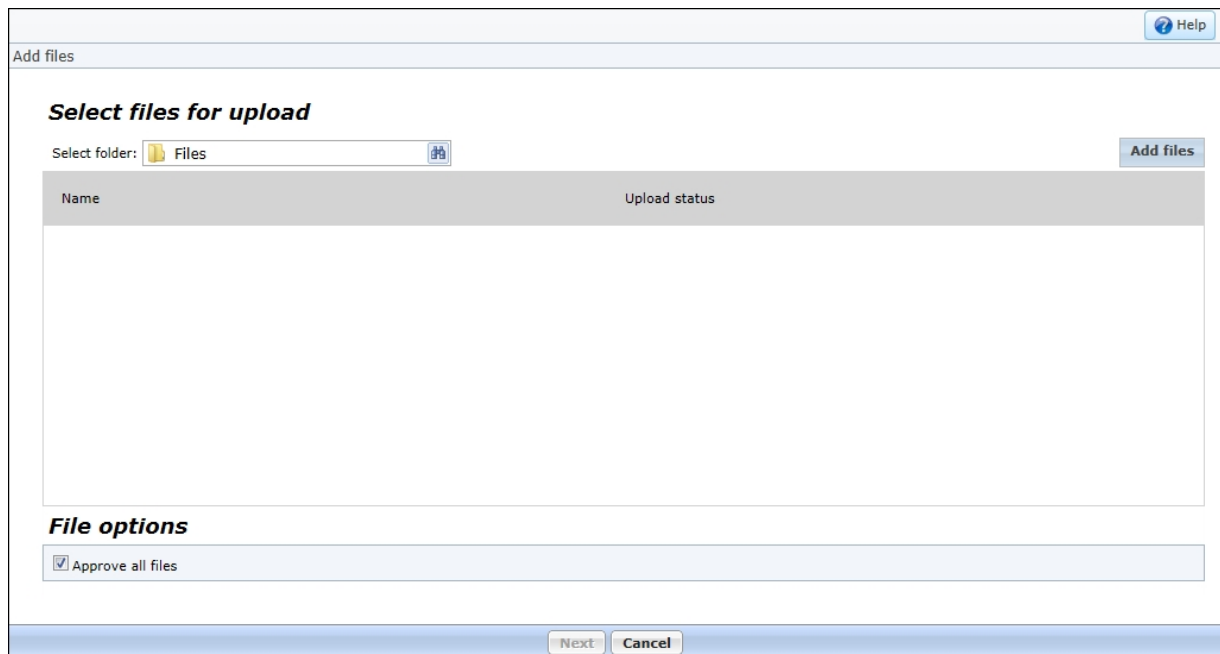 Help
Add files
Select files for upload
Select folder: Files
Add files
Name Upload status
File options
Approve all files
Next Cancel